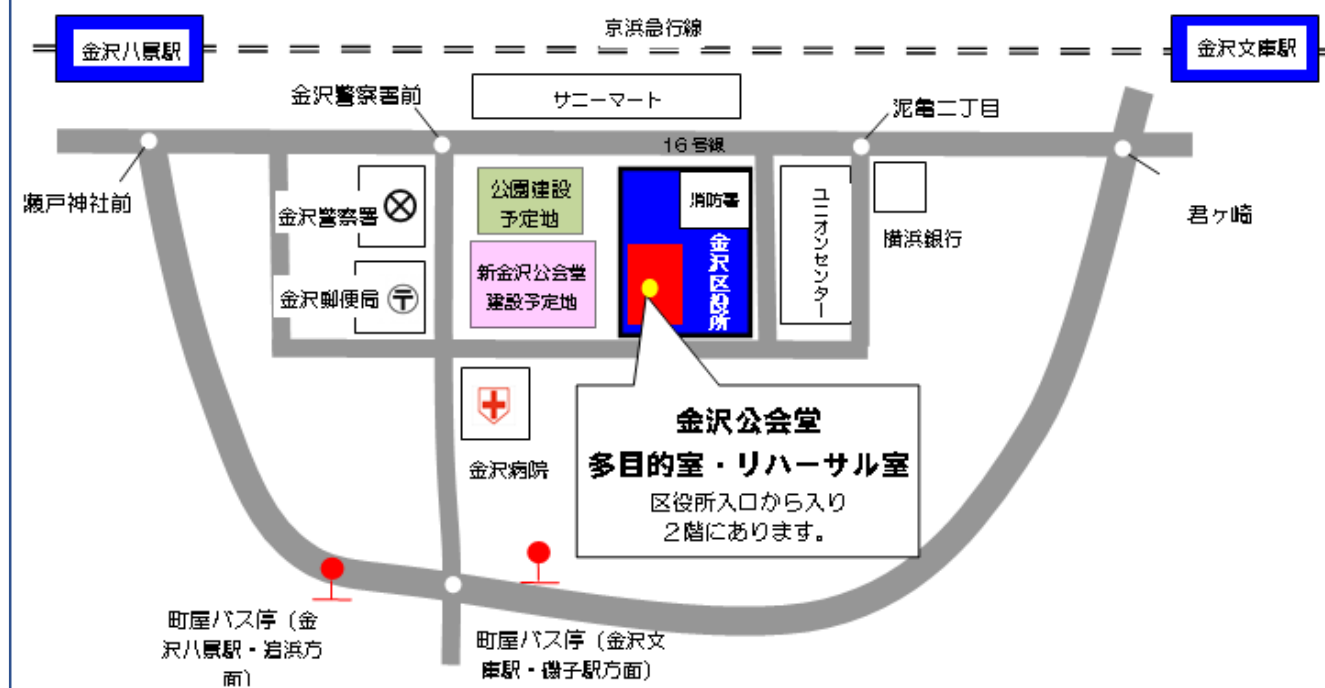 京浜急行線
金沢八景駅
金沢文庫駅
金沢警察署前
サニーマート
泥亀二丁目
16号線
瀬戸神社前
金沢警察署
公園建設
予定地
消防署
金沢区役所
ユニオンセンター
横浜銀行
君ヶ崎
金沢郵便局
新金沢公会堂
建設予定地
金沢病院
金沢公会堂
多目的室・リハーサル室
区役所入口から入り
2階にあります。
町屋バス停（金
沢八景駅・追浜方
面）
町屋バス停（金沢文
庫駅・磯子駅方面）